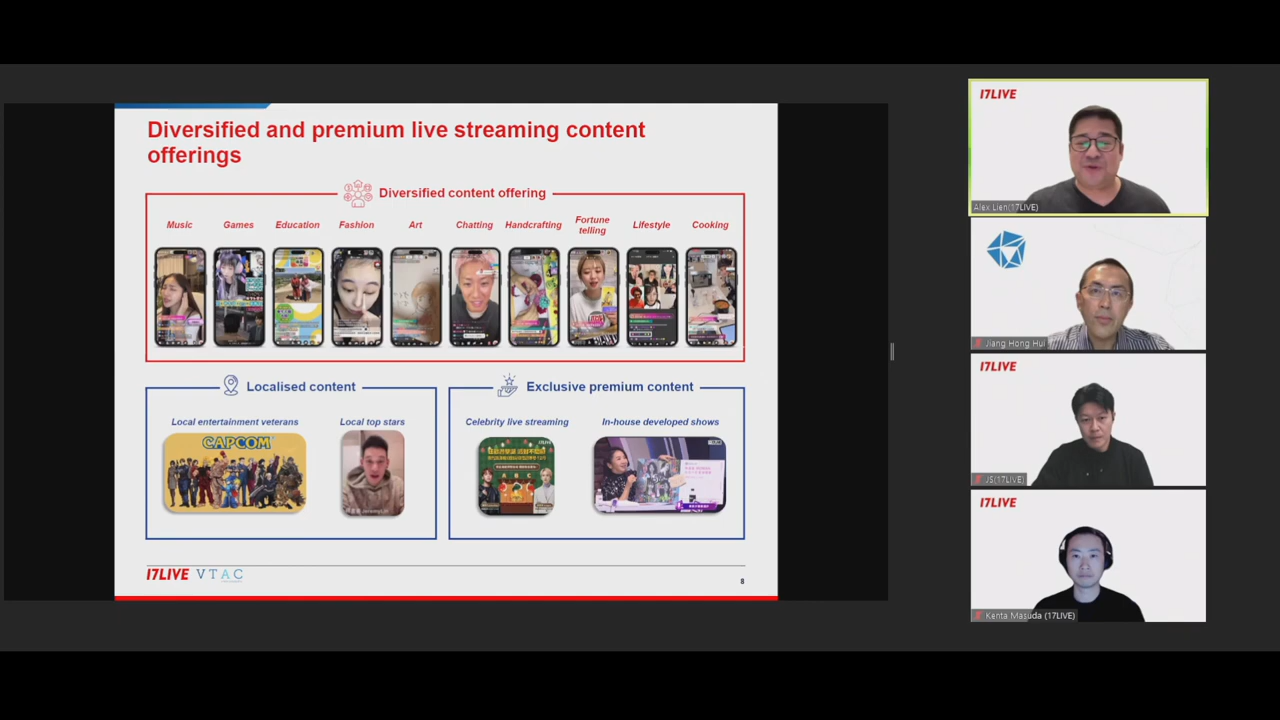 Diversified and premium live streaming content
offerings
Diversified content offering
Music
Games
Education
Fashion
Art
Chatting
Handcrafting
Fortune
telling
Lifestyle
Cooking
Localised content
Local entertainment veterans
Local top stars
CAPCOM
Exclusive premium content
Celebrity live streaming
In-house developed shows
A B C
17LIVE
17LIVE VTAC
8
17LIVE
Alex Lien(17LIVE)
Jiang Hong Hui
17LIVE
JS(17LIVE)
17LIVE
Kenta Masuda (17LIVE)